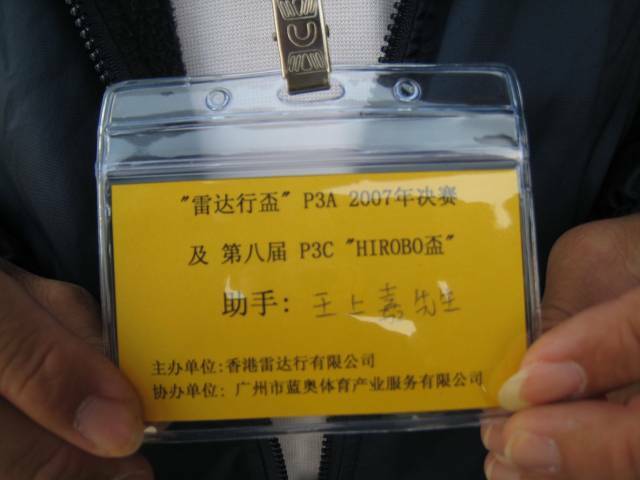 "雷达行盃" P3A 2007年决赛
及 第八届 P3C "HIROBO盃"
助手: 王上嘉先生
主办单位:香港雷达行有限公司
协办单位: 广州市蓝奥体育产业服务有限公司